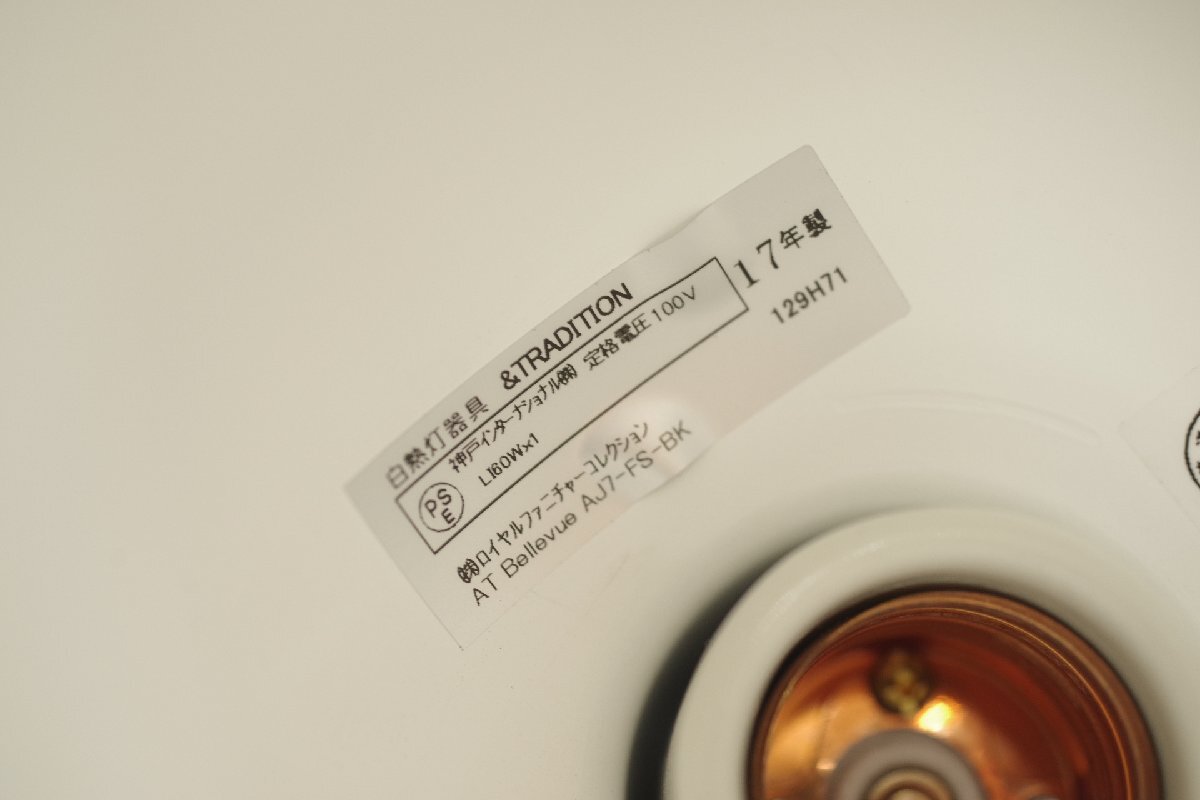 白熱灯器具 &TRADITION
17年製
PSE
神戸インターナショナル㈱ 定格電圧100V
LI60W×1
129H71
㈱ロイヤルファニチャーコレクション
AT Bellevue AJ7-FS-BK